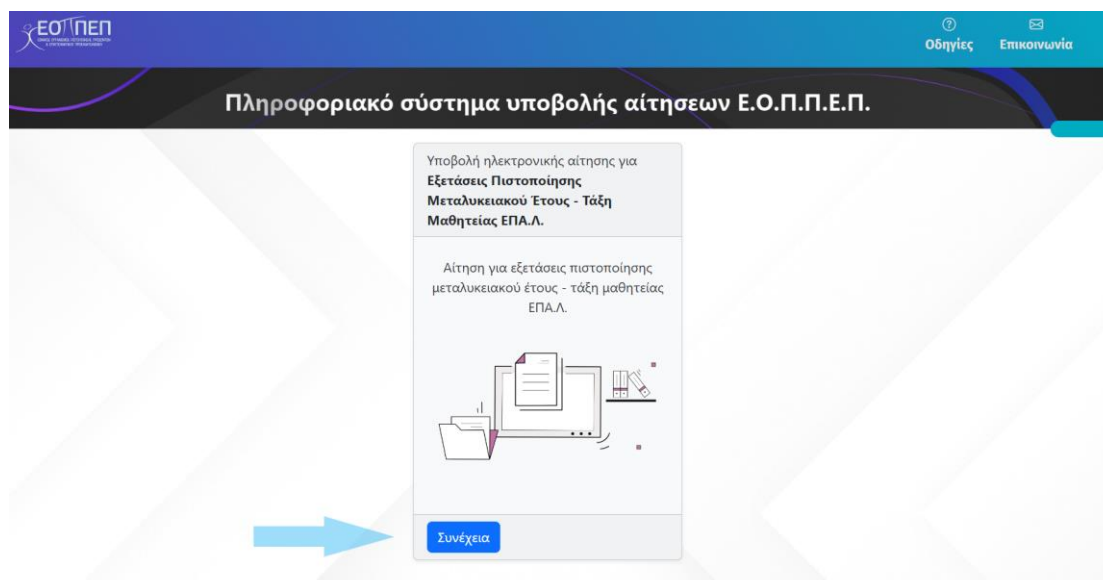 ΕΟΠΠΕΠ
Οδηγίες
Επικοινωνία
Πληροφοριακό σύστημα υποβολής αίτησεων Ε.Ο.Π.Π.Ε.Π.
Υποβολή ηλεκτρονικής αίτησης για
Εξετάσεις Πιστοποίησης
Μεταλυκειακού Έτους - Τάξη
Μαθητείας ΕΠΑ.Λ.
Αίτηση για εξετάσεις πιστοποίησης
μεταλυκειακού έτους - τάξη μαθητείας
ΕΠΑ.Λ.
Συνέχεια